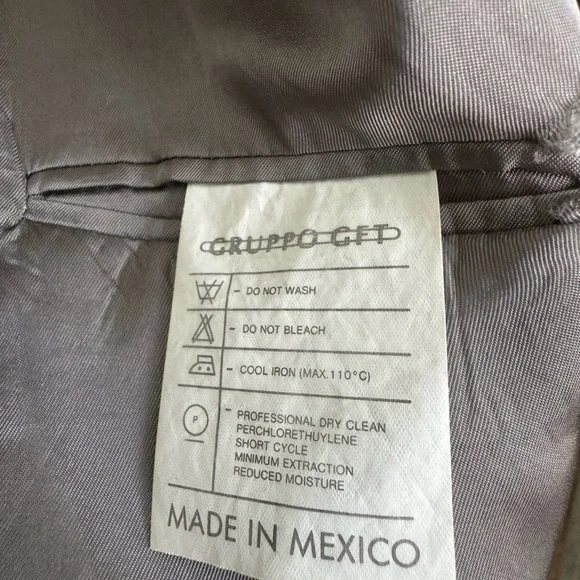 GRUPPO GFT
- DO NOT WASH
- DO NOT BLEACH
- COOL IRON (MAX.110°C)
P
- PROFESSIONAL DRY CLEAN
PERCHLORETHUYLENE
SHORT CYCLE
MINIMUM EXTRACTION
REDUCED MOISTURE
MADE IN MEXICO